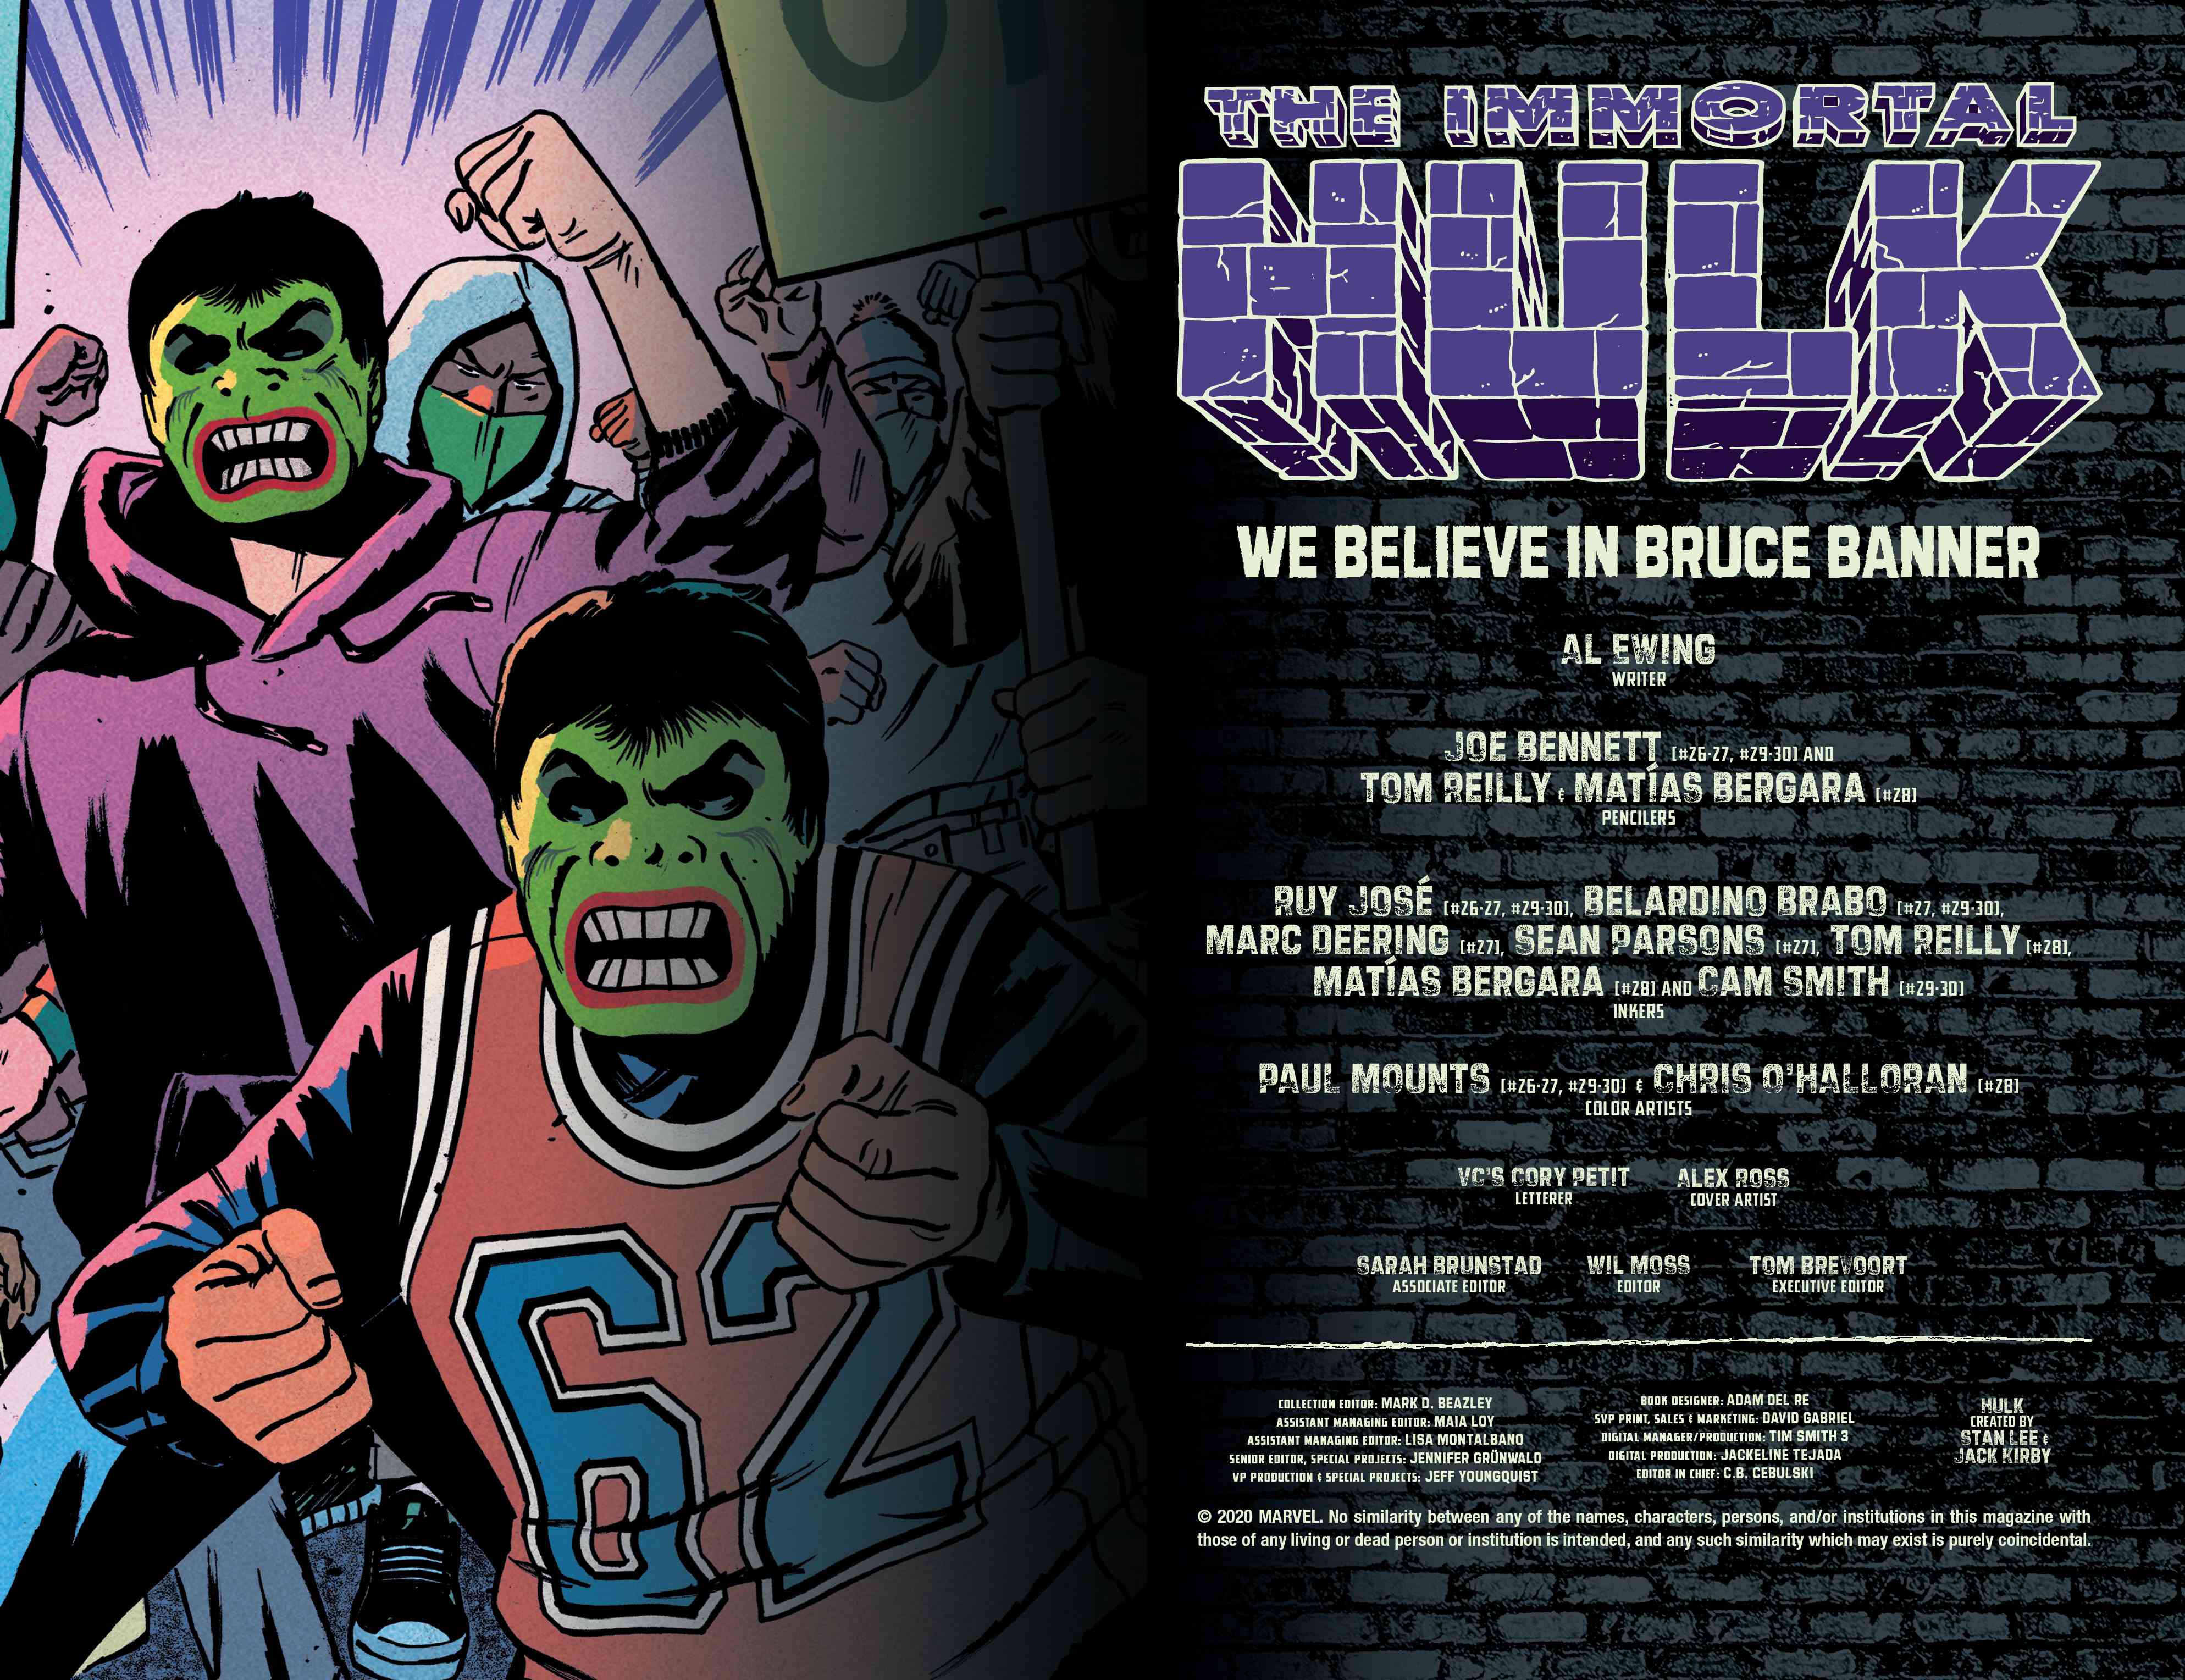 THE IMMORTAL
HULK
WE BELIEVE IN BRUCE BANNER
AL EWING
WRITER
JOE BENNETT [#26-27, #29-30] AND
TOM REILLY & MATÍAS BERGARA [#28]
PENCILERS
RUY JOSÉ [#26-27, #29-30], BELARDINO BRABO [#27, #29-30],
MARC DEERING [#27], SEAN PARSONS [#27], TOM REILLY [#28],
MATÍAS BERGARA [#28] AND CAM SMITH [#29-30]
INKERS
PAUL MOUNTS [#26-27, #29-30] & CHRIS O'HALLORAN [#28]
COLOR ARTISTS
VC'S CORY PETIT
LETTERER
ALEX ROSS
COVER ARTIST
SARAH BRUNSTAD
ASSOCIATE EDITOR
WIL MOSS
EDITOR
TOM BREVOORT
EXECUTIVE EDITOR
COLLECTION EDITOR: MARK D. BEAZLEY
ASSISTANT MANAGING EDITOR: MAIA LOY
ASSISTANT MANAGING EDITOR: LISA MONTALBANO
SENIOR EDITOR, SPECIAL PROJECTS: JENNIFER GRÜNWALD
VP PRODUCTION & SPECIAL PROJECTS: JEFF YOUNGQUIST
BOOK DESIGNER: ADAM DEL RE
SVP PRINT, SALES & MARKETING: DAVID GABRIEL
DIGITAL MANAGER/PRODUCTION: TIM SMITH 3
DIGITAL PRODUCTION: JACKELINE TEJADA
EDITOR IN CHIEF: C.B. CEBULSKI
HULK
CREATED BY
STAN LEE &
JACK KIRBY
© 2020 MARVEL. No similarity between any of the names, characters, persons, and/or institutions in this magazine with
those of any living or dead person or institution is intended, and any such similarity which may exist is purely coincidental.
62